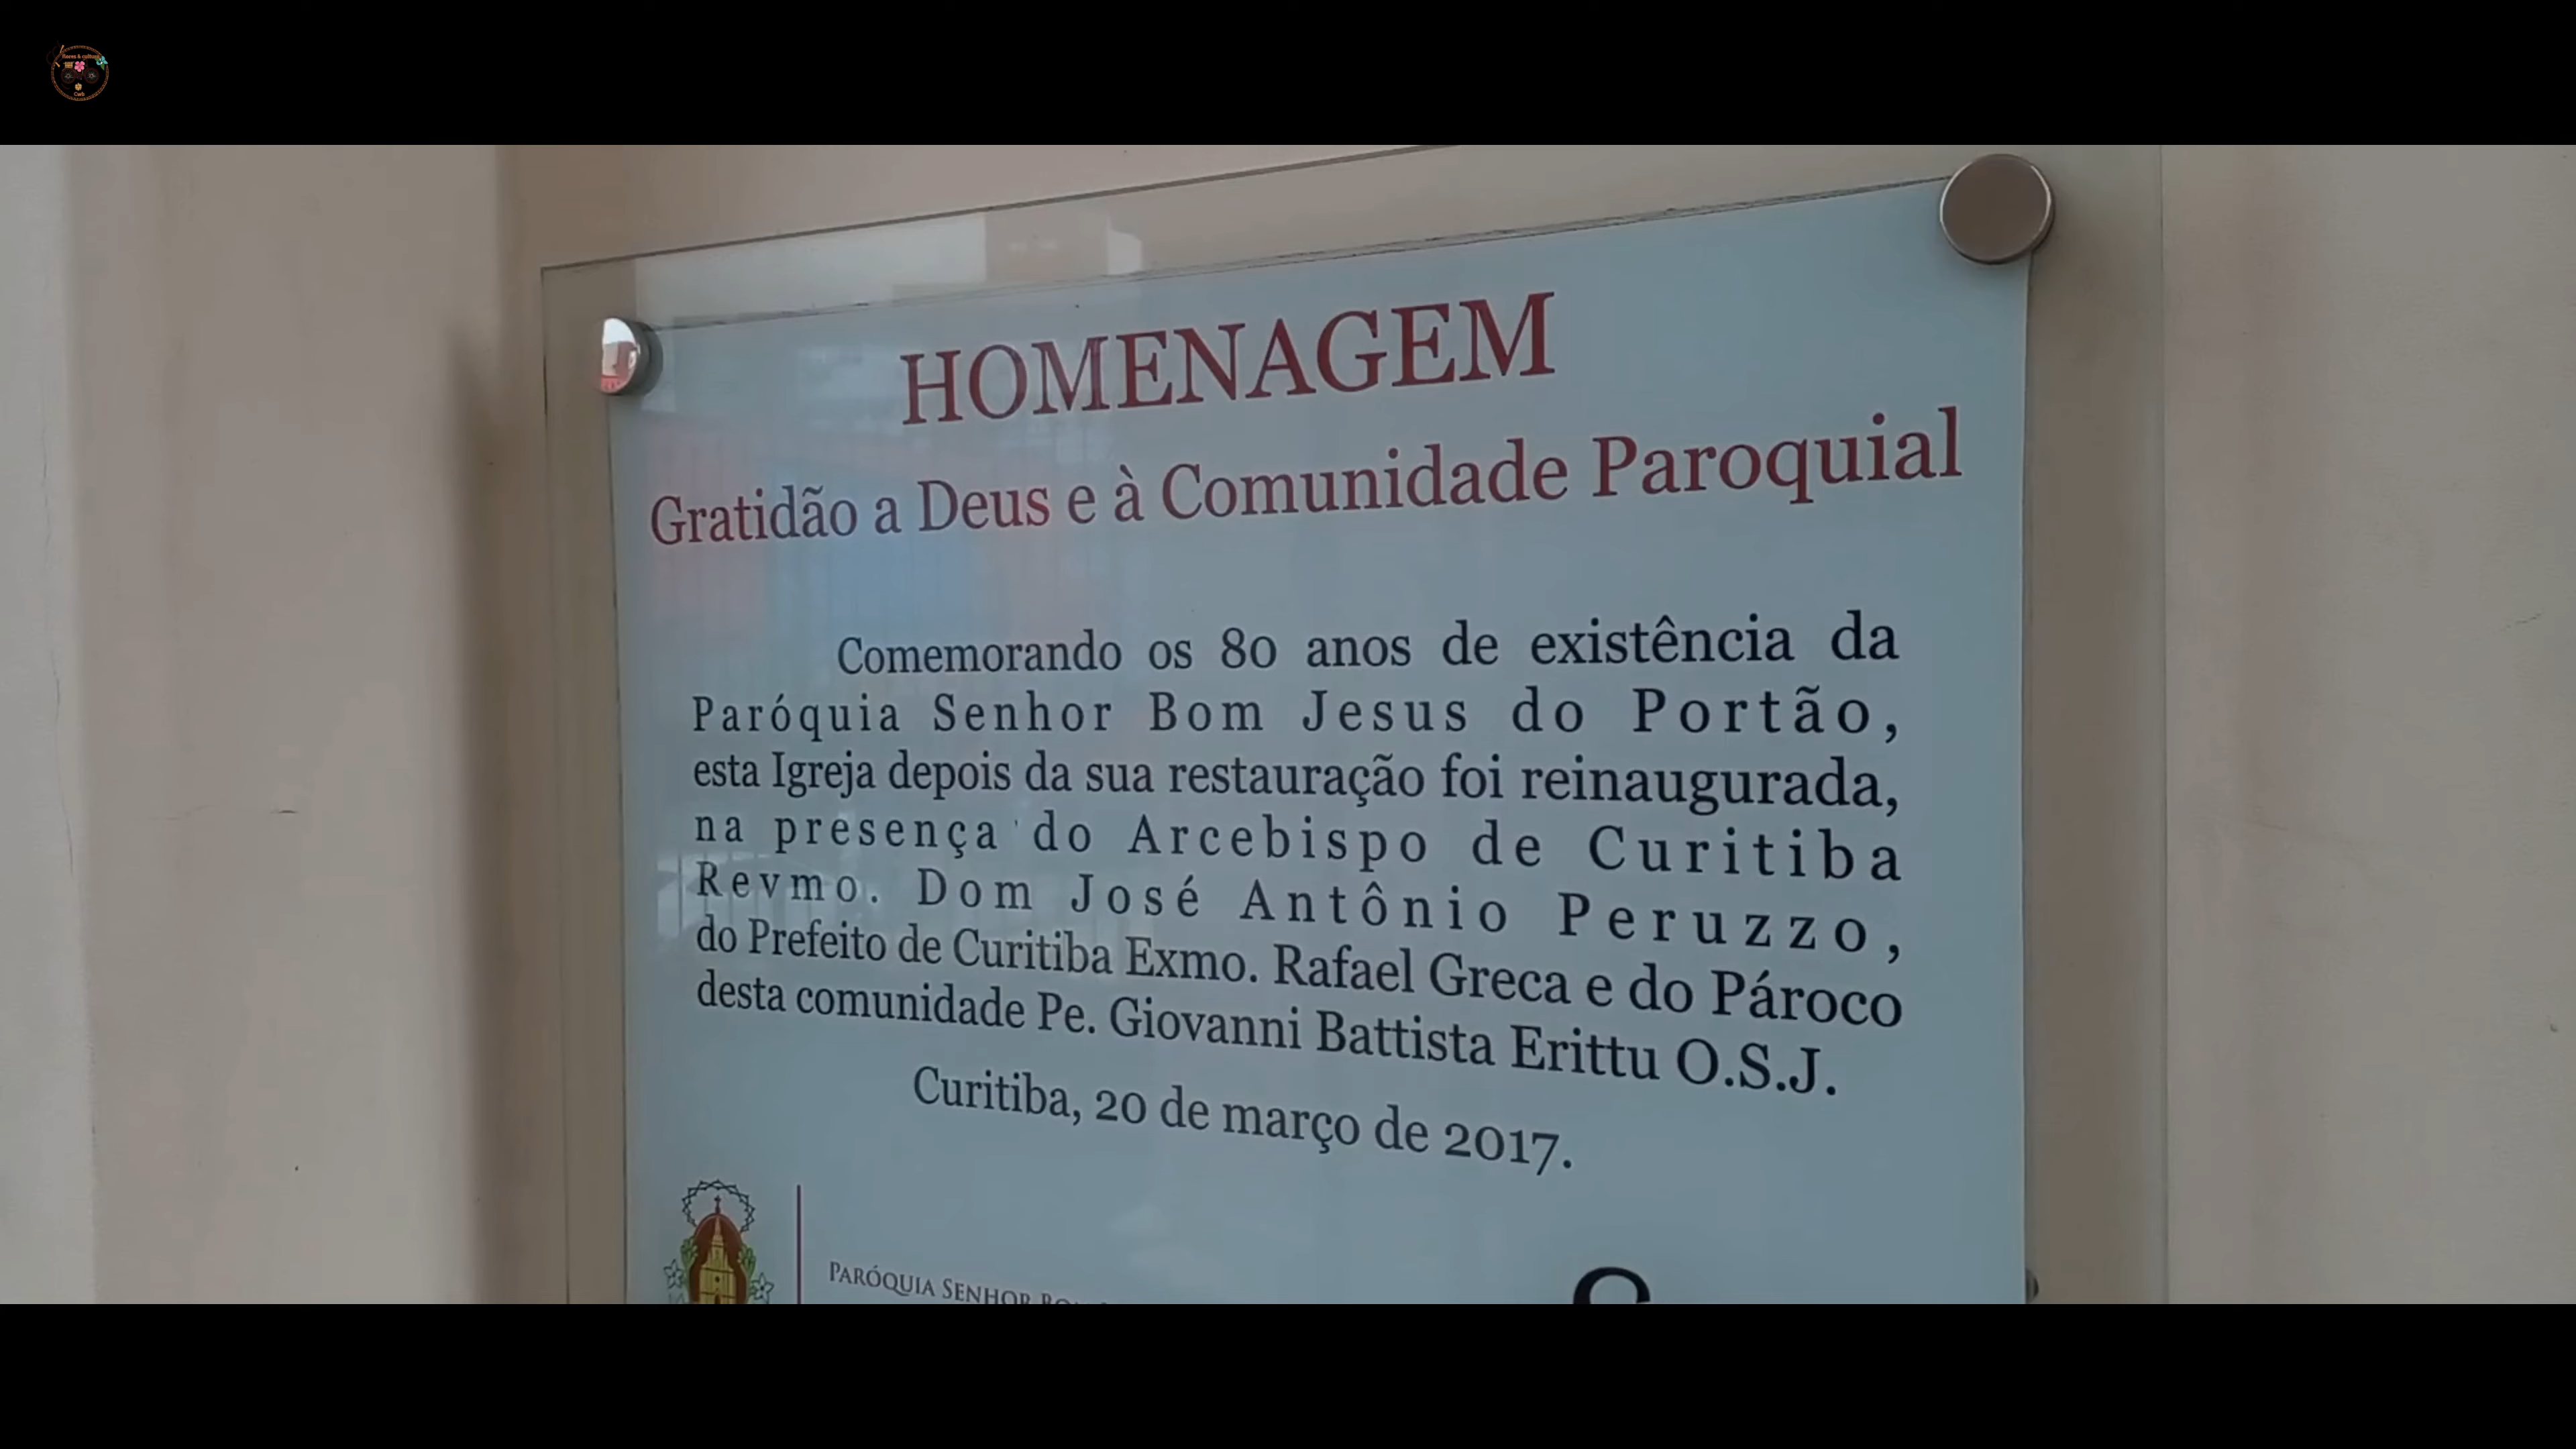 HOMENAGEM
Gratidão a Deus e à Comunidade Paroquial
Comemorando os 80 anos de existência da
Paróquia Senhor Bom Jesus do Portão,
esta Igreja depois da sua restauração foi reinaugurada,
na presença do Arcebispo de Curitiba
Revmo. Dom José Antônio Peruzzo,
do Prefeito de Curitiba Exmo. Rafael Greca e do Pároco
desta comunidade Pe. Giovanni Battista Erittu O.S.J.
Curitiba, 20 de março de 2017.
PARÓQUIA SENHOR